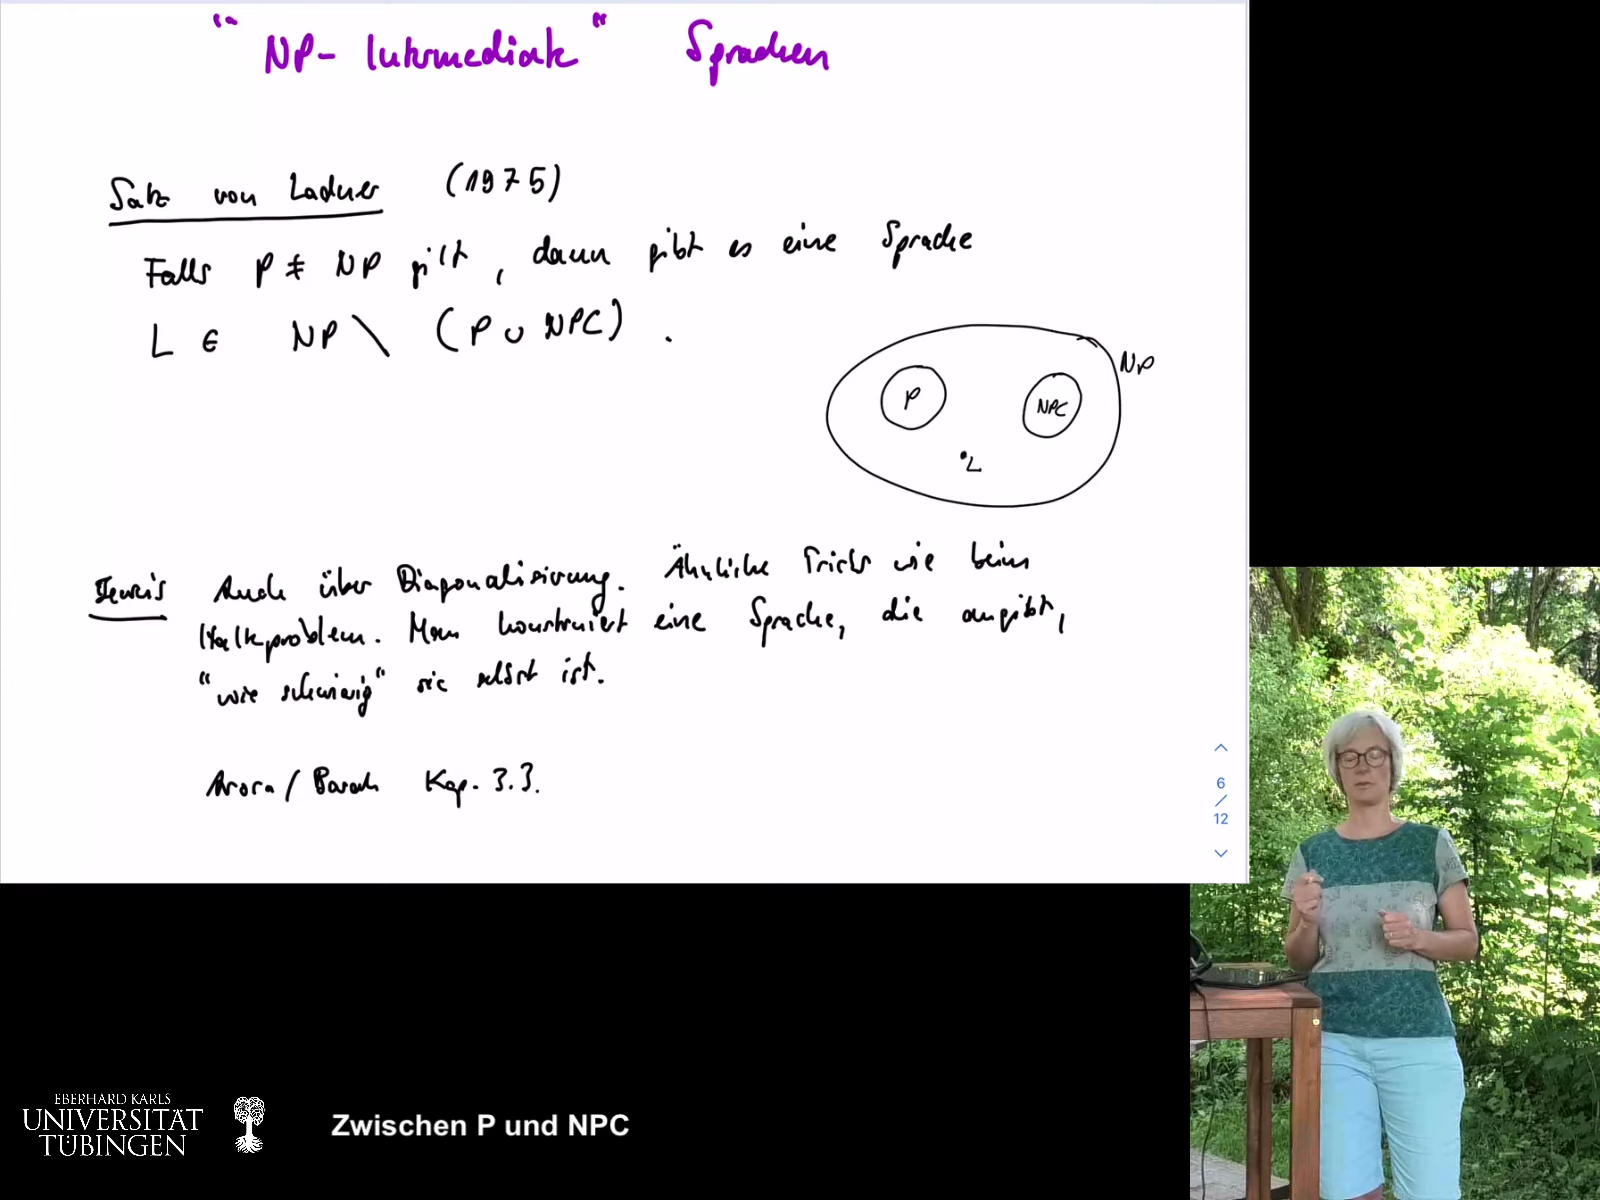 "NP-Intermediate" Sprachen
Satz von Ladner (1975)
Falls P ≠ NP gilt, dann gibt es eine Sprache
L ∈ NP \ (P ∪ NPC).
NP
P
NPC
L
Beweis Auch über Diagonalisierung. Ähnliche Tricks wie beim
Halteproblem. Man konstruiert eine Sprache, die angibt,
"wie schwierig" sie selbst ist.
Arora / Barak Kap. 3.3.
6
/
12
EBERHARD KARLS
UNIVERSITÄT
TÜBINGEN
Zwischen P und NPC